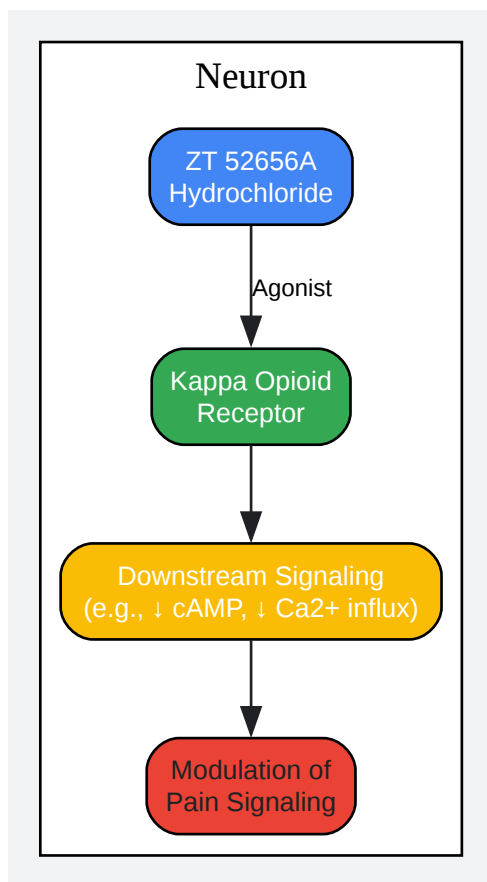 Neuron
ZT 52656A
Hydrochloride
Agonist
Kappa Opioid
Receptor
Downstream Signaling
(e.g., ↓ cAMP, ↓ Ca2+ influx)
Modulation of
Pain Signaling